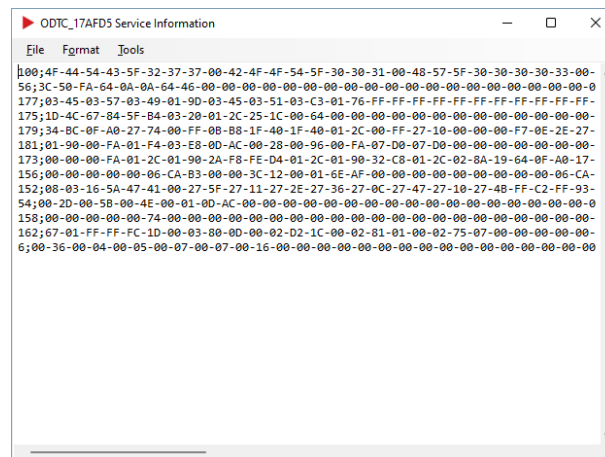 ODTC_17AFD5 Service Information
File Format Tools
100;4F-44-54-43-5F-32-37-37-00-42-4F-4F-54-5F-30-30-31-00-48-57-5F-30-30-30-30-33-00-
56;3C-50-FA-64-0A-0A-64-46-00-00-00-00-00-00-00-00-00-00-00-00-00-00-00-00-00-00-00-0
177;03-45-03-57-03-49-01-9D-03-45-03-51-03-C3-01-76-FF-FF-FF-FF-FF-FF-FF-FF-FF-FF-FF-
175;1D-4C-67-84-5F-B4-03-20-01-2C-25-1C-00-64-00-00-00-00-00-00-00-00-00-00-00-00-00-
179;34-BC-0F-A0-27-74-00-FF-0B-B8-1F-40-1F-40-01-2C-00-FF-27-10-00-00-00-F7-0E-2E-27-
181;01-90-00-FA-01-F4-03-E8-0D-AC-00-28-00-96-00-FA-07-D0-07-D0-00-00-00-00-00-00-00-
173;00-00-00-FA-01-2C-01-90-2A-F8-FE-D4-01-2C-01-90-32-C8-01-2C-02-8A-19-64-0F-A0-17-
156;00-00-00-00-00-06-CA-B3-00-00-3C-12-00-01-6E-AF-00-00-00-00-00-00-00-00-00-06-CA-
152;08-03-16-5A-47-41-00-27-5F-27-11-27-2E-27-36-27-0C-27-47-27-10-27-4B-FF-C2-FF-93-
54;00-2D-00-5B-00-4E-00-01-0D-AC-00-00-00-00-00-00-00-00-00-00-00-00-00-00-00-00-00-0
158;00-00-00-00-00-74-00-00-00-00-00-00-00-00-00-00-00-00-00-00-00-00-00-00-00-00-00-
162;67-01-FF-FF-FC-1D-00-03-80-0D-00-02-D2-1C-00-02-81-01-00-02-75-07-00-00-00-00-00-
6;00-36-00-04-00-05-00-07-00-07-00-16-00-00-00-00-00-00-00-00-00-00-00-00-00-00-00-00